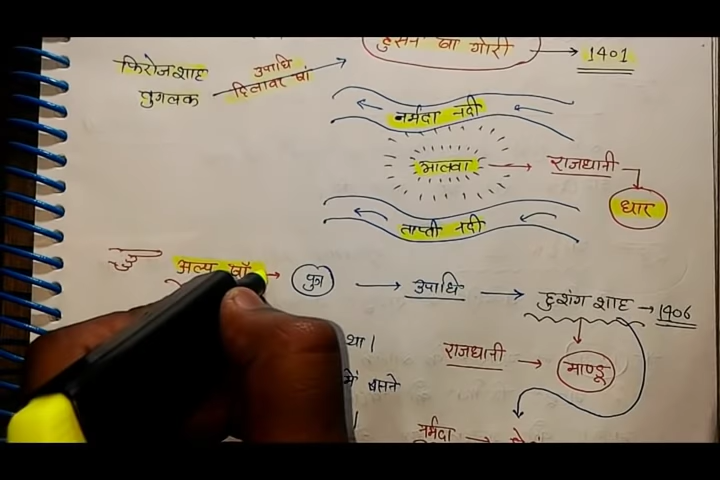 हुसैन खां गोरी → 1401
फिरोजशाह
तुगलक
उपाधि
दिलावर खां
नर्मदा नदी
मालवा → राजधानी
धार
ताप्ती नदी
अल्प खाँ → पुत्र → उपाधि → हुशंग शाह → 1406
था।
राजधानी → माण्डू
में बसने
नर्मदा →